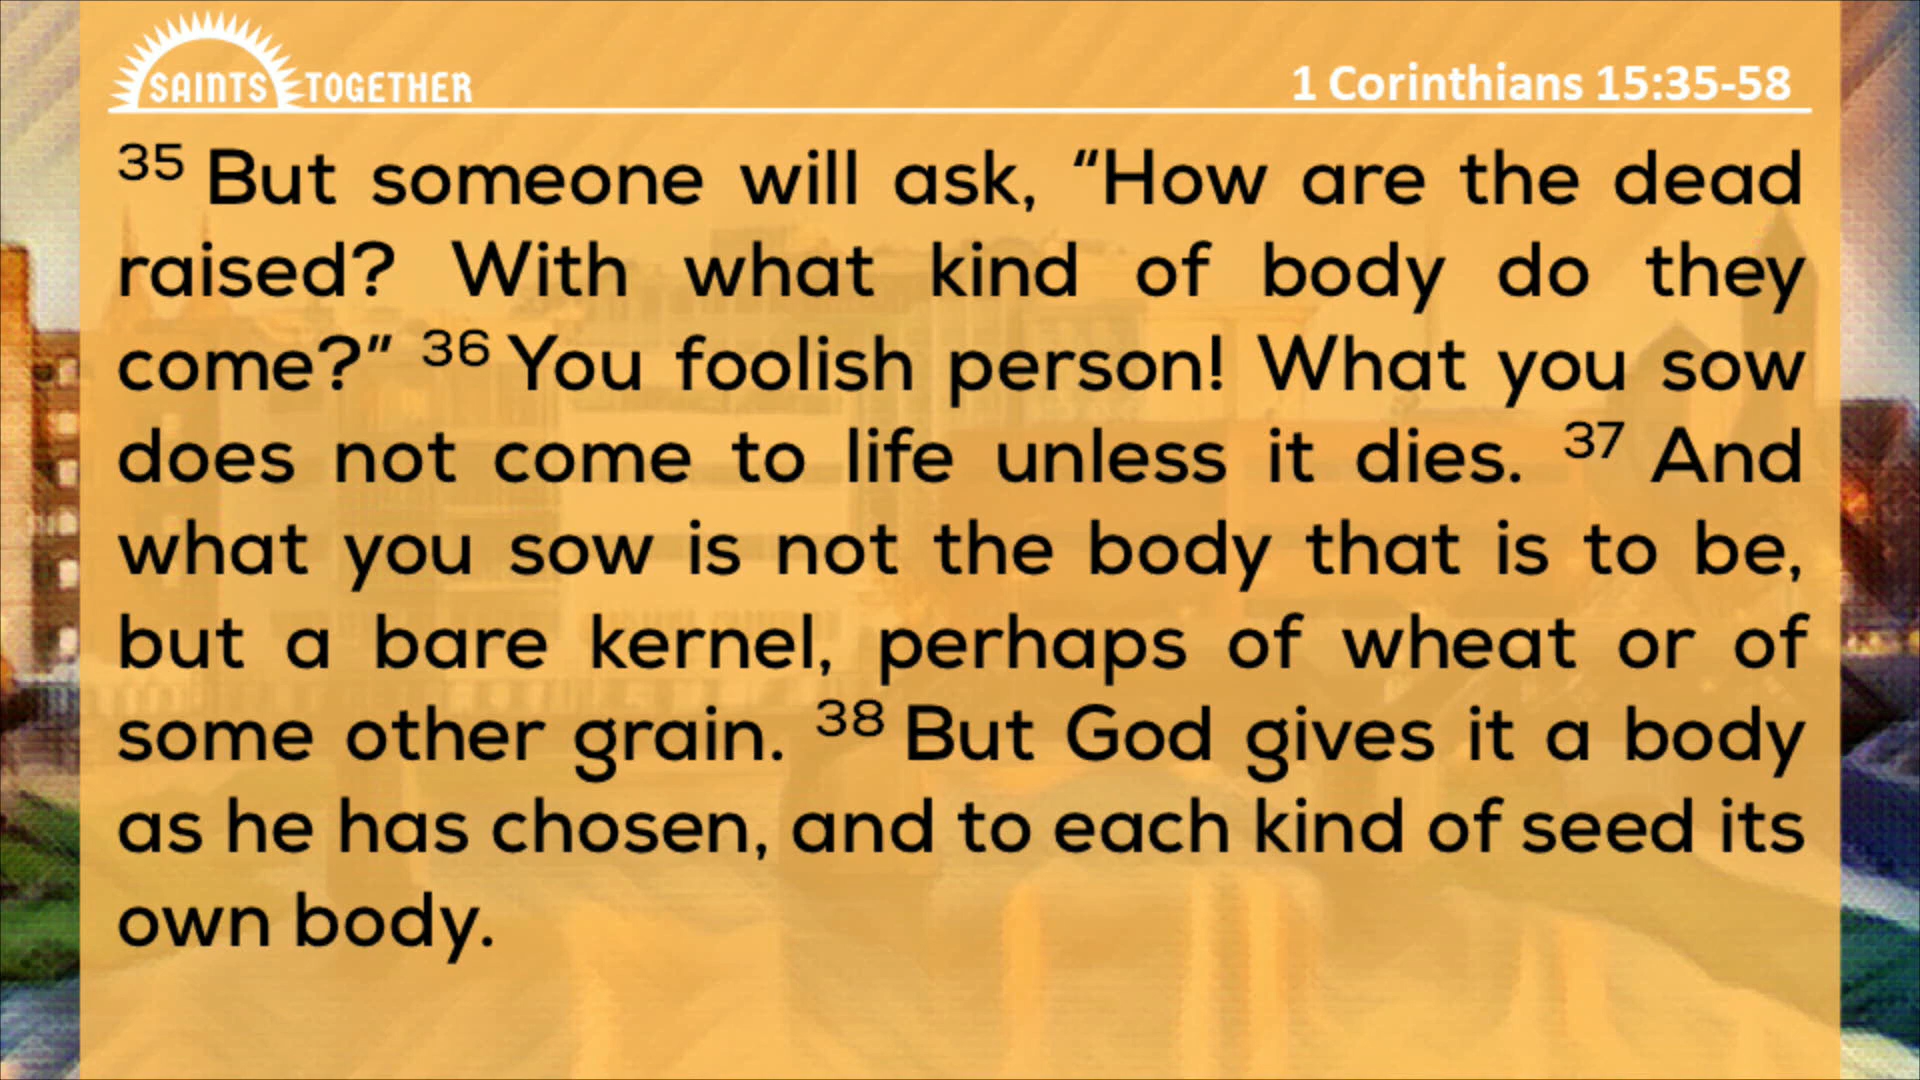 SAINTS TOGETHER
1 Corinthians 15:35-58
35 But someone will ask, “How are the dead
raised? With what kind of body do they
come?” 36 You foolish person! What you sow
does not come to life unless it dies. 37 And
what you sow is not the body that is to be,
but a bare kernel, perhaps of wheat or of
some other grain. 38 But God gives it a body
as he has chosen, and to each kind of seed its
own body.